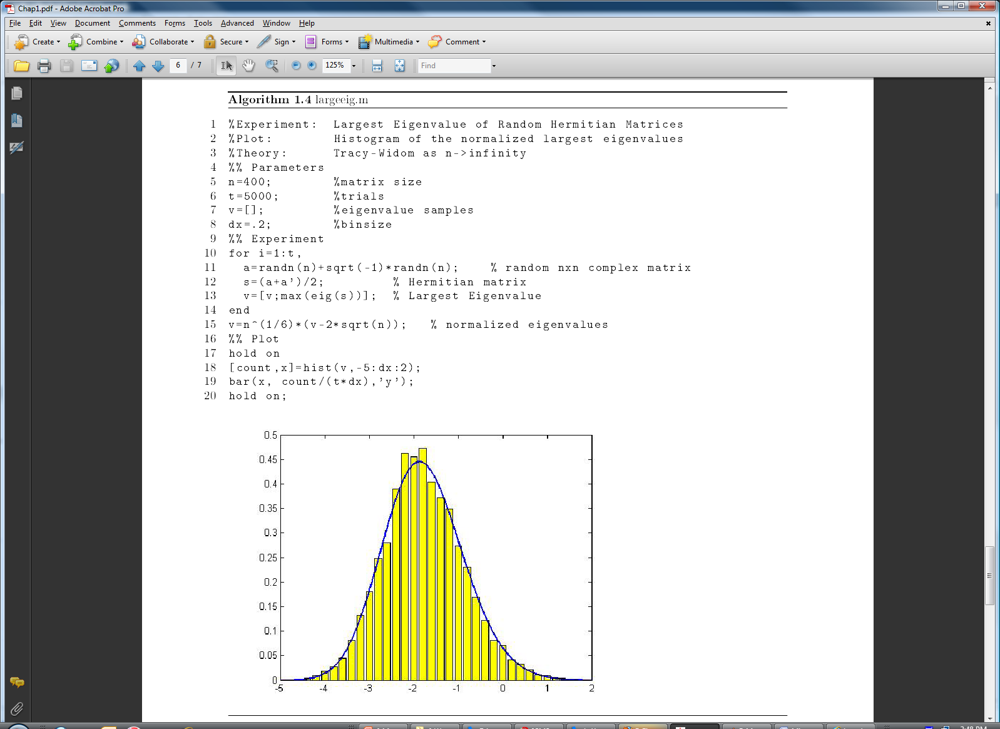 Chap1.pdf - Adobe Acrobat Pro
File Edit View Document Comments Forms Tools Advanced Window Help
Create Combine Collaborate Secure Sign Forms Multimedia Comment
6 / 7 125% Find
Algorithm 1.4 largeeig.m
1 %Experiment: Largest Eigenvalue of Random Hermitian Matrices
2 %Plot: Histogram of the normalized largest eigenvalues
3 %Theory: Tracy-Widom as n->infinity
4 %% Parameters
5 n=400; %matrix size
6 t=5000; %trials
7 v=[]; %eigenvalue samples
8 dx=.2; %binsize
9 %% Experiment
10 for i=1:t,
11 a=randn(n)+sqrt(-1)*randn(n); % random nxn complex matrix
12 s=(a+a')/2; % Hermitian matrix
13 v=[v;max(eig(s))]; % Largest Eigenvalue
14 end
15 v=n^(1/6)*(v-2*sqrt(n)); % normalized eigenvalues
16 %% Plot
17 hold on
18 [count,x]=hist(v,-5:dx:2);
19 bar(x, count/(t*dx),'y');
20 hold on;
0.5
0.45
0.4
0.35
0.3
0.25
0.2
0.15
0.1
0.05
0
-5 -4 -3 -2 -1 0 1 2